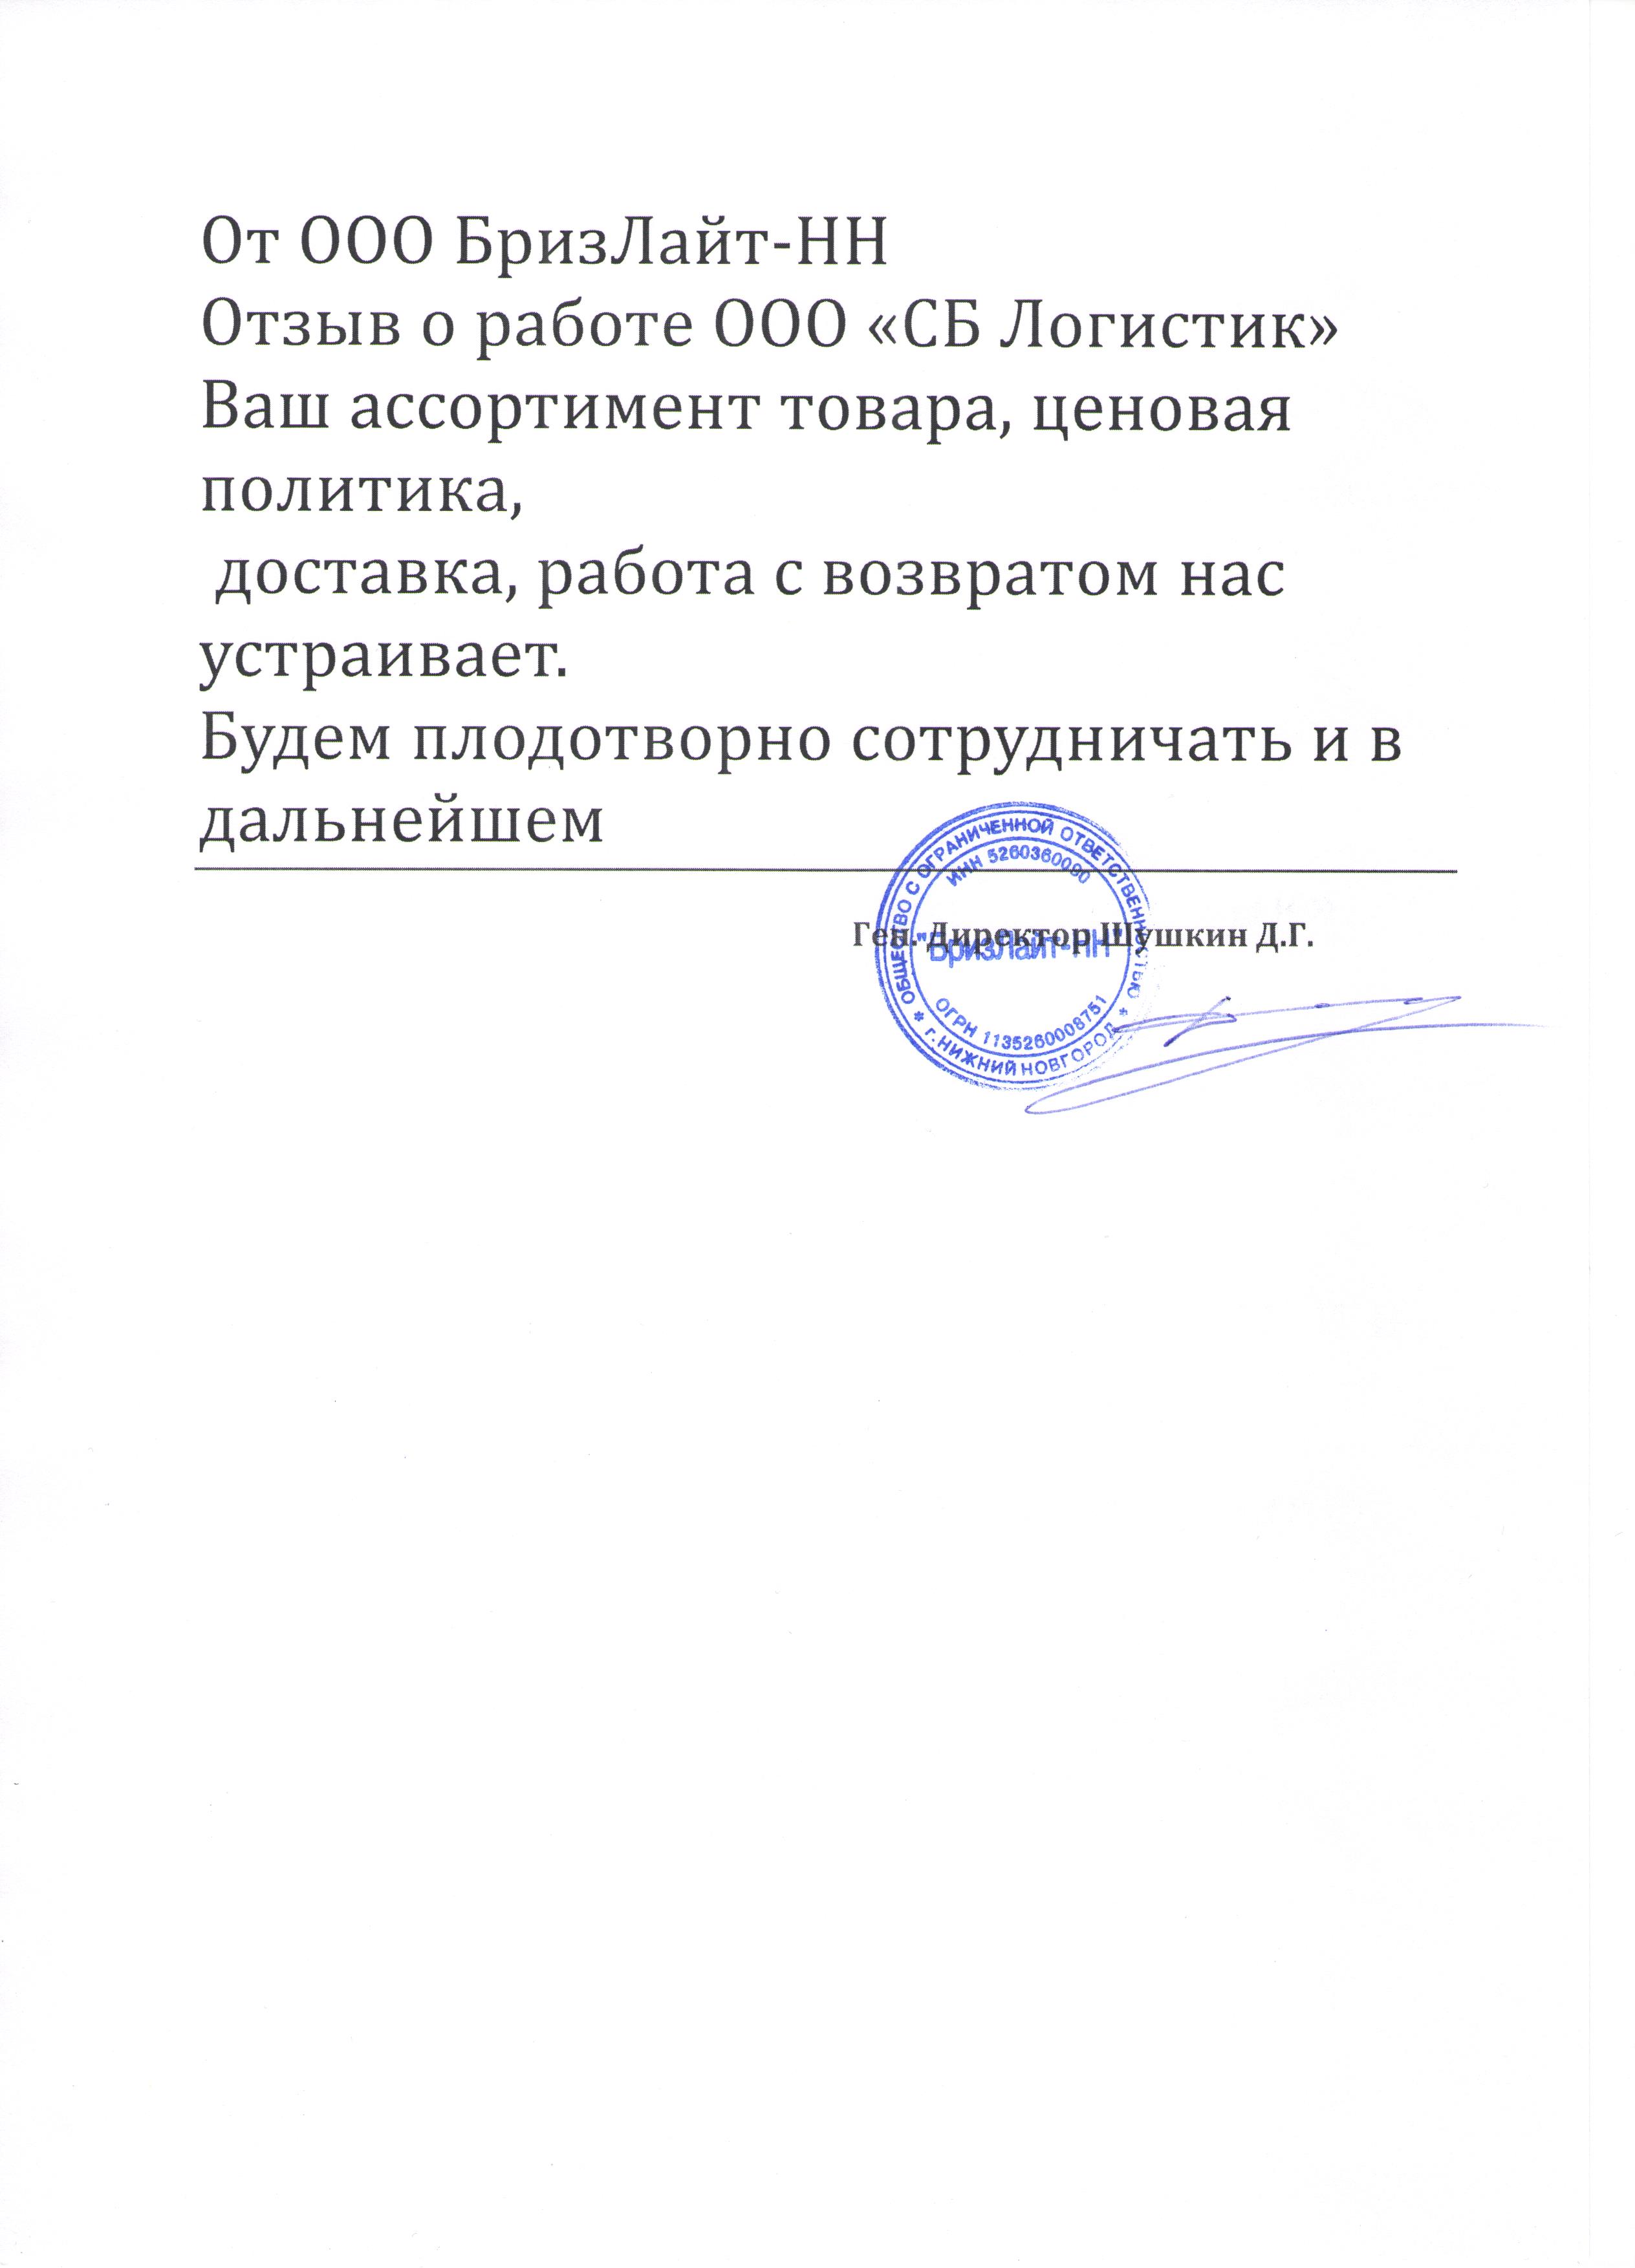 От ООО БризЛайт-НН
Отзыв о работе ООО «СБ Логистик»
Ваш ассортимент товара, ценовая
политика,
доставка, работа с возвратом нас
устраивает.
Будем плодотворно сотрудничать и в
дальнейшем
Ген. Директор Шушкин Д.Г.
ОБЩЕСТВО С ОГРАНИЧЕННОЙ ОТВЕТСТВЕННОСТЬЮ
ИНН 5260360090
"БризЛайт-НН"
ОГРН 1135260008751
* г. НИЖНИЙ НОВГОРОД *